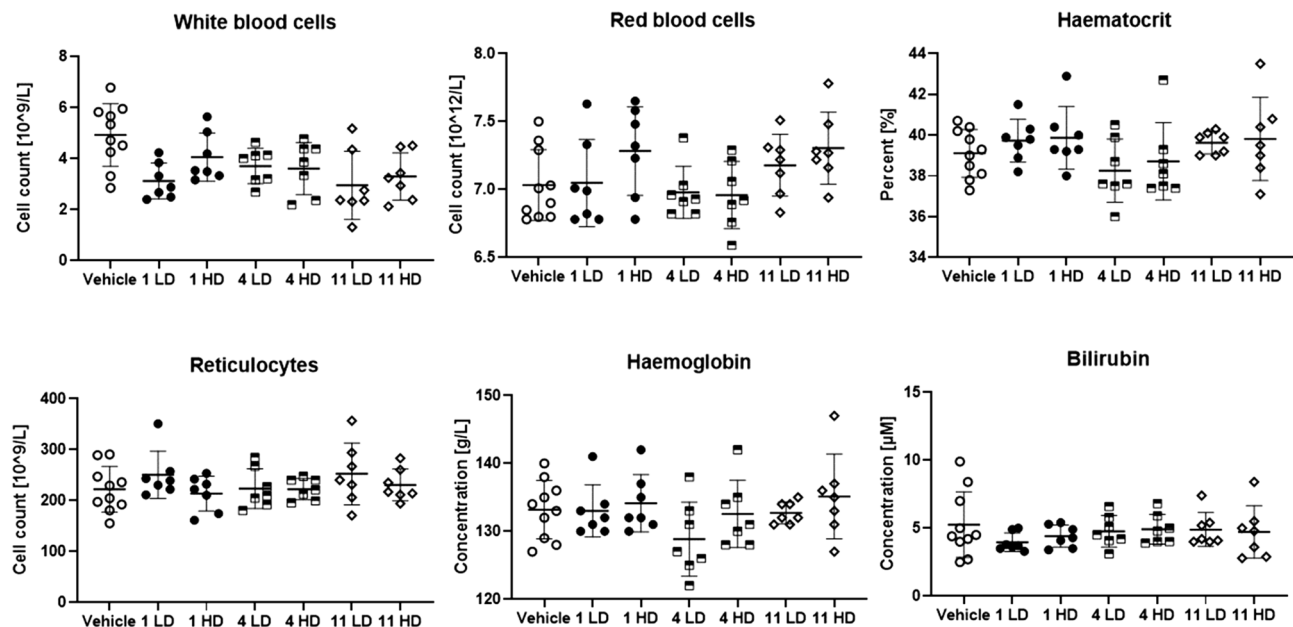 White blood cells
Cell count [10^9/L]
8
6
4
2
0
Vehicle 1 LD 1 HD 4 LD 4 HD 11 LD 11 HD
Red blood cells
Cell count [10^12/L]
8.0
7.5
7.0
6.5
Vehicle 1 LD 1 HD 4 LD 4 HD 11 LD 11 HD
Haematocrit
Percent [%]
44
42
40
38
36
34
Vehicle 1 LD 1 HD 4 LD 4 HD 11 LD 11 HD
Reticulocytes
Cell count [10^9/L]
400
300
200
100
0
Vehicle 1 LD 1 HD 4 LD 4 HD 11 LD 11 HD
Haemoglobin
Concentration [g/L]
150
140
130
120
Vehicle 1 LD 1 HD 4 LD 4 HD 11 LD 11 HD
Bilirubin
Concentration [µM]
15
10
5
0
Vehicle 1 LD 1 HD 4 LD 4 HD 11 LD 11 HD